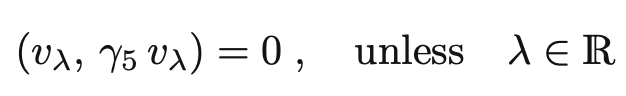 (v_λ, γ_5 v_λ) = 0 ,   unless   λ ∈ ℝ